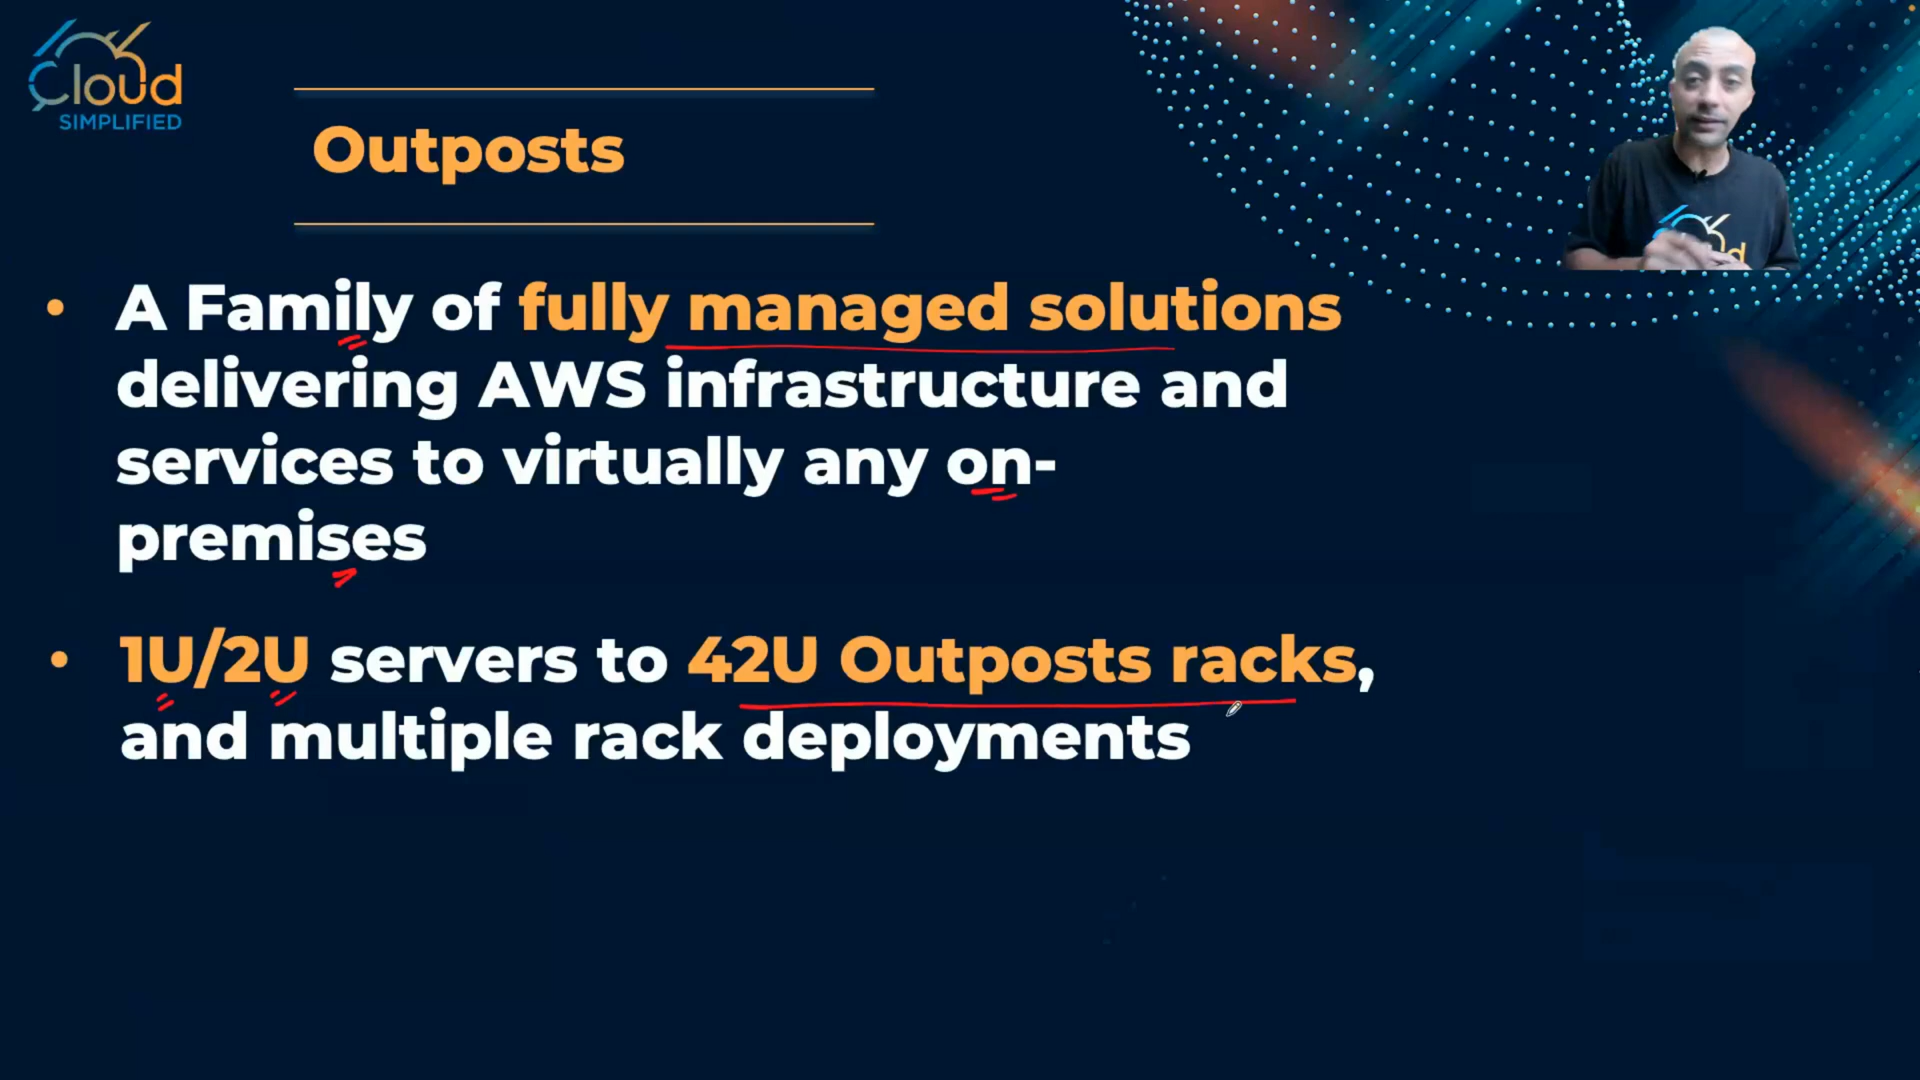 Cloud
SIMPLIFIED
Outposts
• A Family of fully managed solutions
delivering AWS infrastructure and
services to virtually any on-
premises
• 1U/2U servers to 42U Outposts racks,
and multiple rack deployments